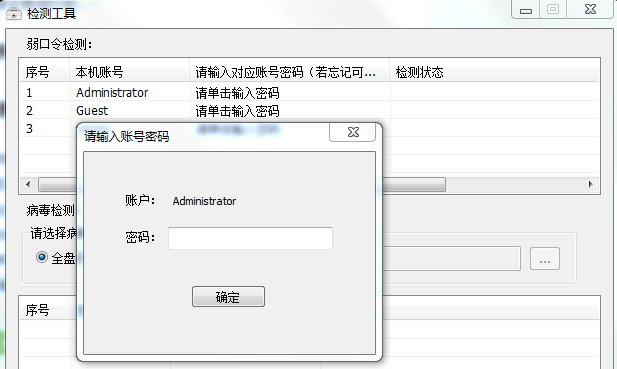 检测工具
弱口令检测：
序号 本机账号 请输入对应账号密码（若忘记可... 检测状态
1 Administrator 请单击输入密码
2 Guest 请单击输入密码
3
请输入账号密码
账户： Administrator
密码：
确定
病毒检测
请选择病
全盘
...
序号